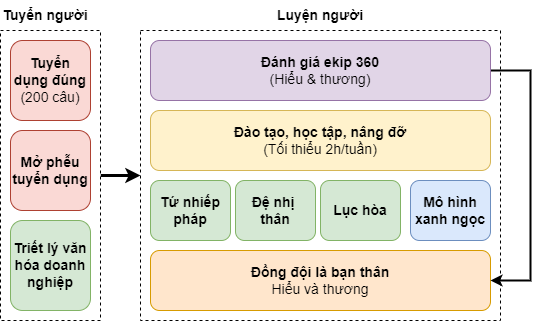 Tuyển người
Tuyển
dụng đúng
(200 câu)
Mở phễu
tuyển dụng
Triết lý văn
hóa doanh
nghiệp
Luyện người
Đánh giá ekip 360
(Hiểu & thương)
Đào tạo, học tập, nâng đỡ
(Tối thiểu 2h/tuần)
Tứ nhiếp
pháp
Đệ nhị
thân
Lục hòa
Mô hình
xanh ngọc
Đồng đội là bạn thân
Hiểu và thương